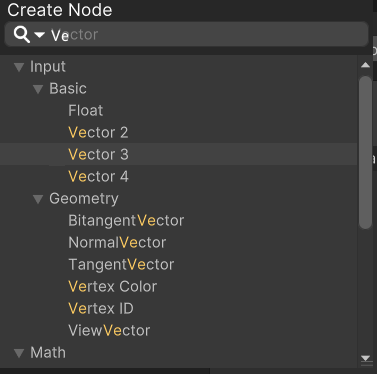 Create Node
Vector
Input
Basic
Float
Vector 2
Vector 3
Vector 4
Geometry
BitangentVector
NormalVector
TangentVector
Vertex Color
Vertex ID
ViewVector
Math